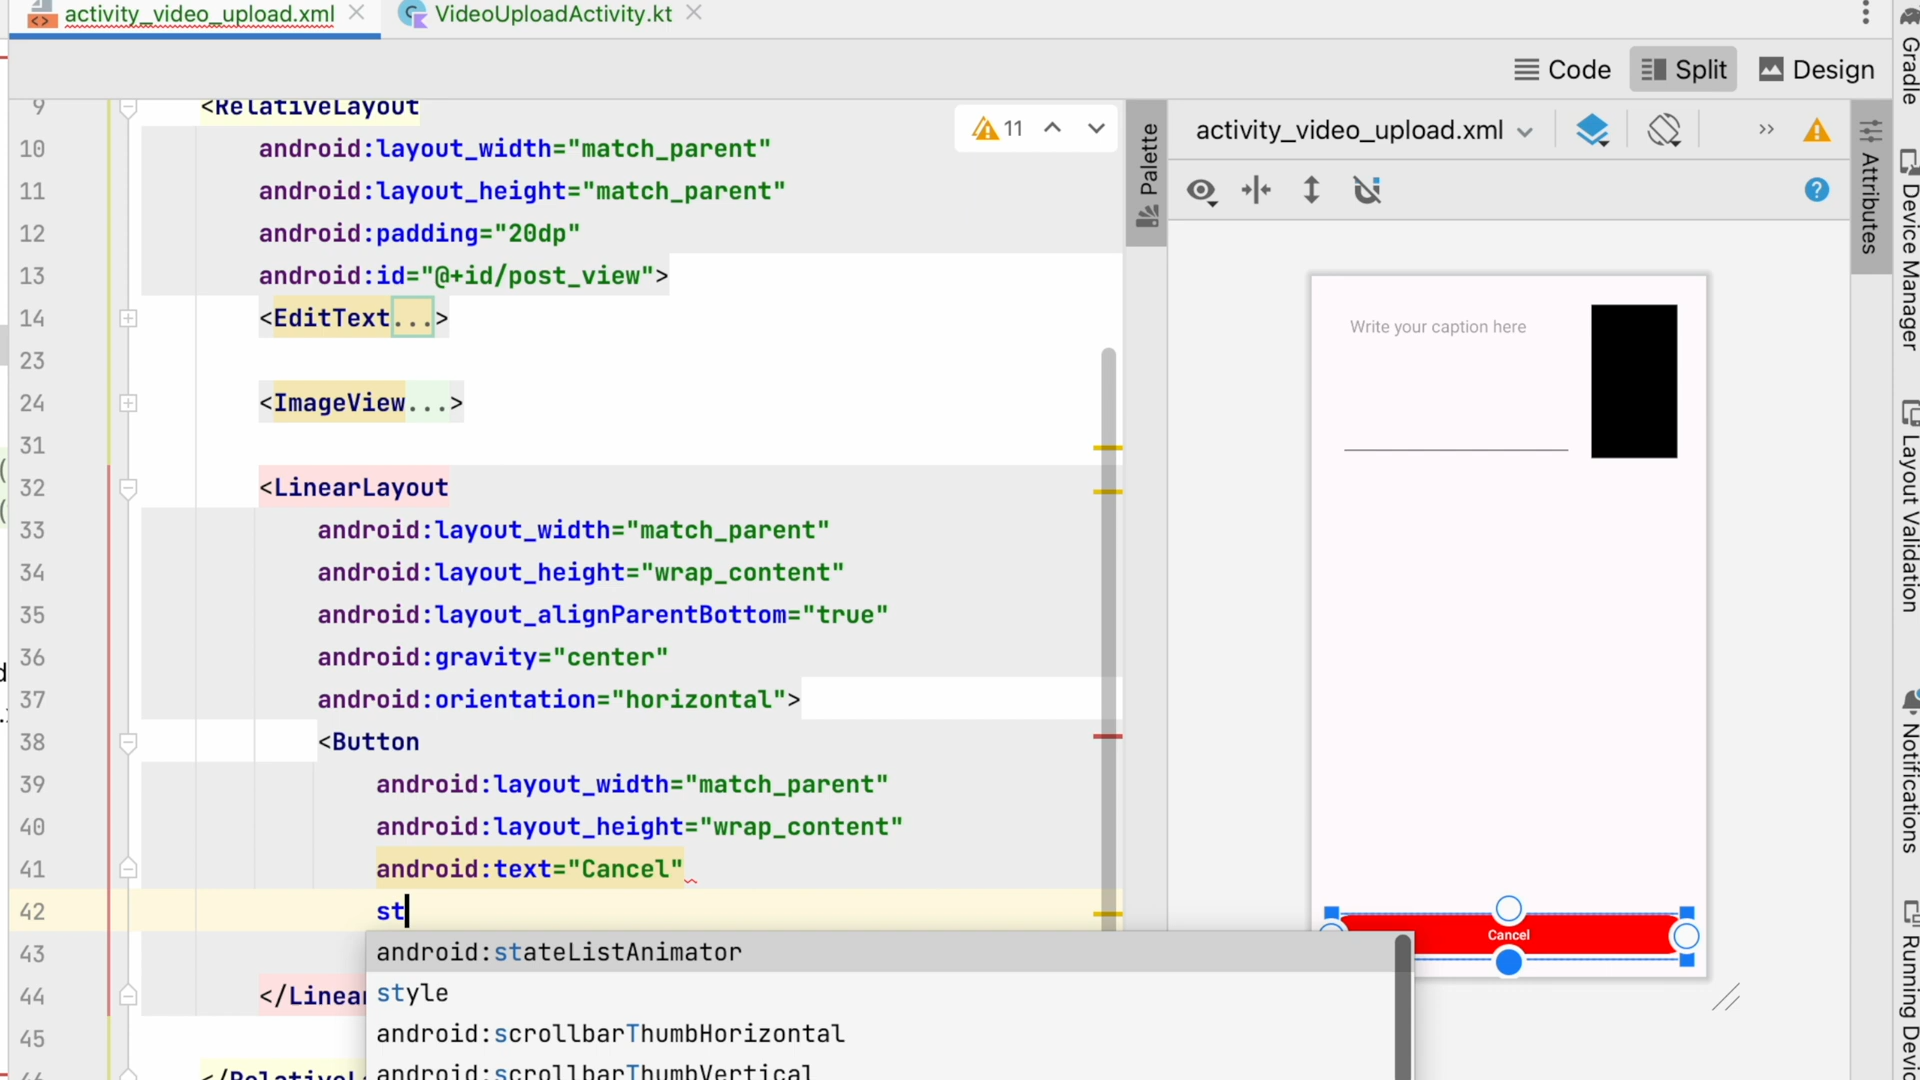 activity_video_upload.xml
VideoUploadActivity.kt
Code
Split
Design
9 <RelativeLayout
10 android:layout_width="match_parent"
11 android:layout_height="match_parent"
12 android:padding="20dp"
13 android:id="@+id/post_view">
14 <EditText...>
23
24 <ImageView...>
31
32 <LinearLayout
33 android:layout_width="match_parent"
34 android:layout_height="wrap_content"
35 android:layout_alignParentBottom="true"
36 android:gravity="center"
37 android:orientation="horizontal">
38 <Button
39 android:layout_width="match_parent"
40 android:layout_height="wrap_content"
41 android:text="Cancel"
42 st
43
44 </Linear
45
android:stateListAnimator
style
android:scrollbarThumbHorizontal
android:scrollbarThumbVertical
11
Palette
activity_video_upload.xml
Write your caption here
Cancel
Attributes
Gradle
Device Manager
Layout Validation
Notifications
Running